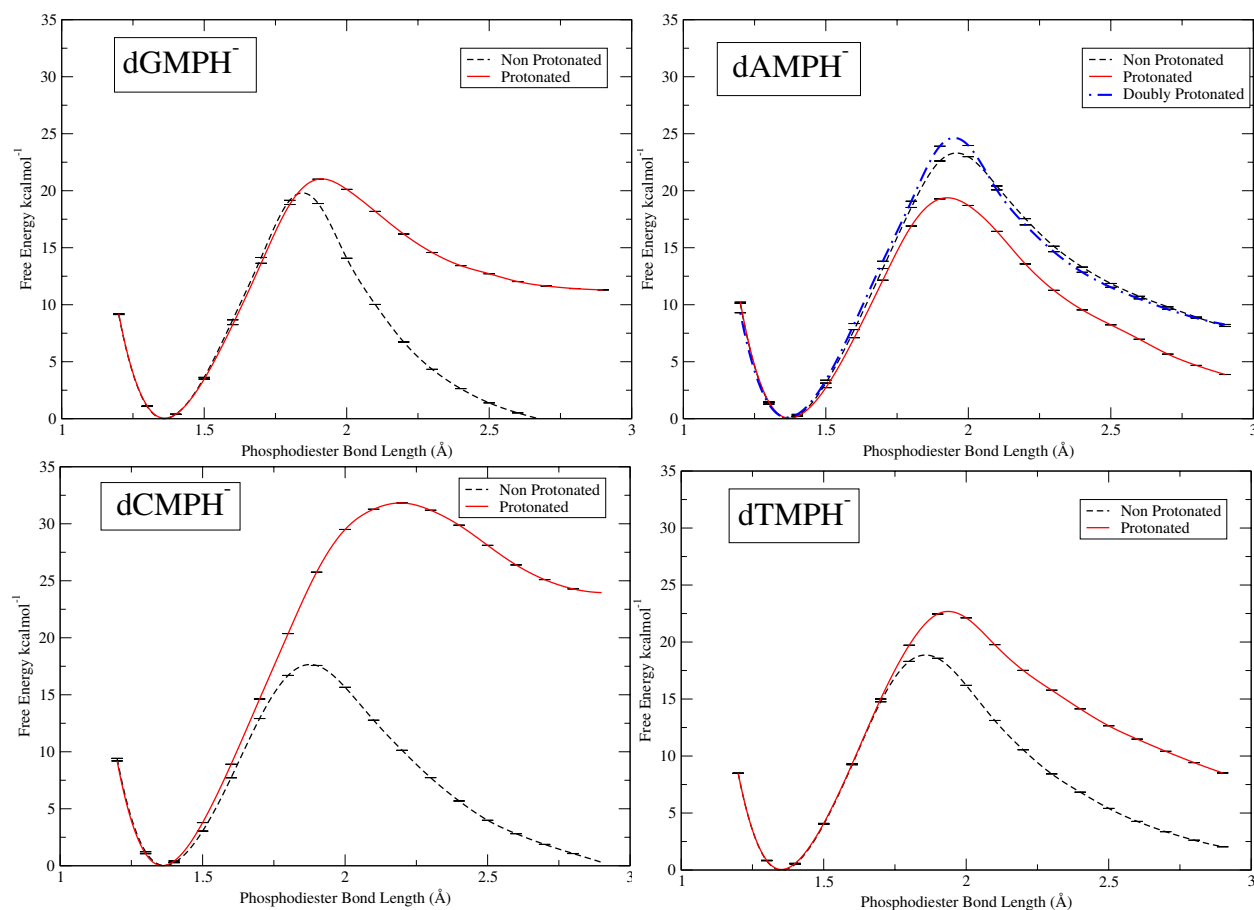 dGMPH-
Non Protonated
Protonated
35
30
25
20
15
10
5
0
Free Energy kcalmol-1
1
1.5
2
2.5
3
Phosphodiester Bond Length (Å)
dAMPH-
Non Protonated
Protonated
Doubly Protonated
35
30
25
20
15
10
5
0
Free Energy kcalmol-1
1
1.5
2
2.5
3
Phosphodiester Bond Length (Å)
dCMPH-
Non Protonated
Protonated
35
30
25
20
15
10
5
0
Free Energy kcalmol-1
1
1.5
2
2.5
3
Phosphodiester Bond Length (Å)
dTMPH-
Non Protonated
Protonated
35
30
25
20
15
10
5
0
Free Energy kcalmol-1
1
1.5
2
2.5
3
Phosphodiester Bond Length (Å)